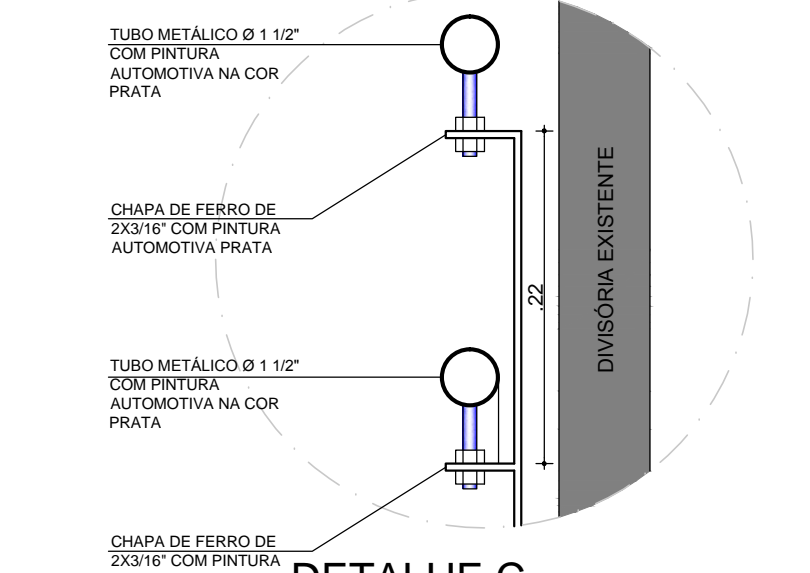 TUBO METÁLICO Ø 1 1/2"
COM PINTURA
AUTOMOTIVA NA COR
PRATA
CHAPA DE FERRO DE
2X3/16" COM PINTURA
AUTOMOTIVA PRATA
.22
DIVISÓRIA EXISTENTE
TUBO METÁLICO Ø 1 1/2"
COM PINTURA
AUTOMOTIVA NA COR
PRATA
CHAPA DE FERRO DE
2X3/16" COM PINTURA
DETALHE C